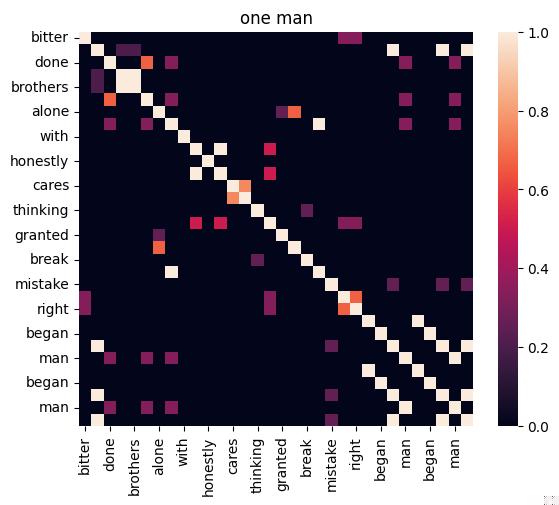 one man
bitter
done
brothers
alone
with
honestly
cares
thinking
granted
break
mistake
right
began
man
began
man
bitter
done
brothers
alone
with
honestly
cares
thinking
granted
break
mistake
right
began
man
began
man
1.0
0.8
0.6
0.4
0.2
0.0